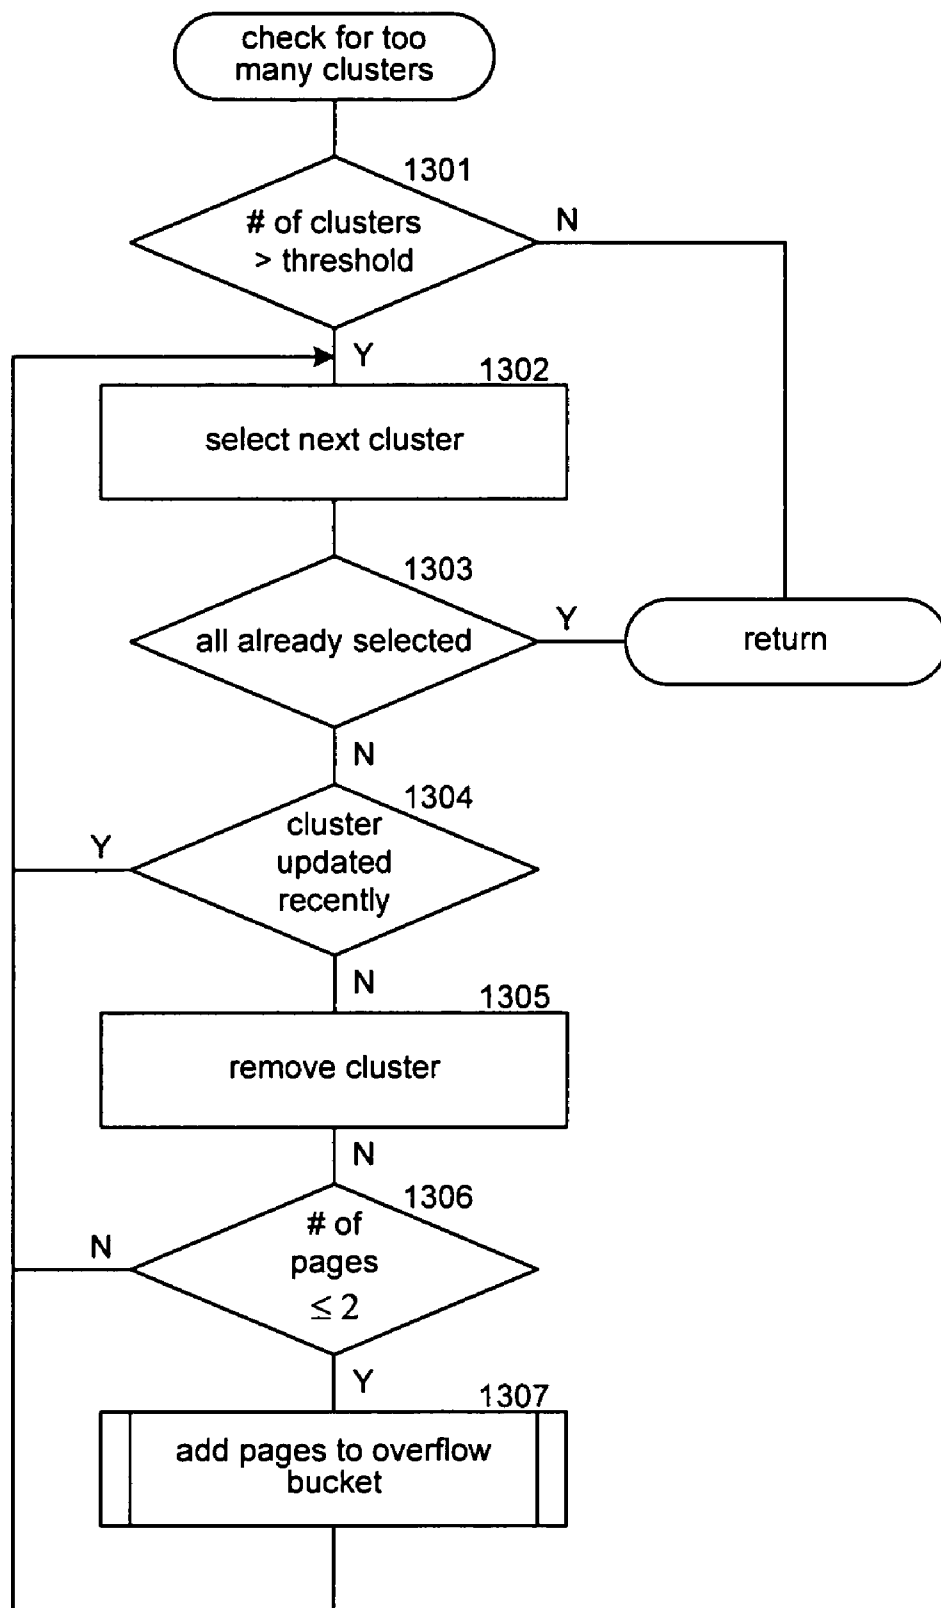 check for too
many clusters
1301
# of clusters
> threshold
N
Y
1302
select next cluster
1303
all already selected
Y
return
N
1304
cluster
updated
recently
Y
N
1305
remove cluster
N
1306
# of
pages
≤ 2
N
Y
1307
add pages to overflow
bucket